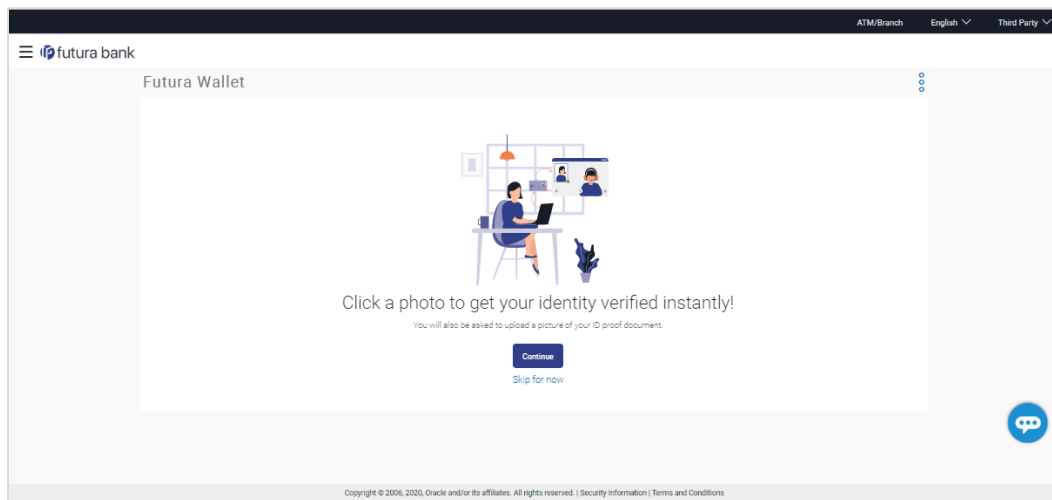 ATM/Branch English Third Party
futura bank
Futura Wallet
Click a photo to get your identity verified instantly!
You will also be asked to upload a picture of your ID proof document.
Continue
Skip for now
Copyright © 2006, 2020, Oracle and/or its affiliates. All rights reserved. | Security Information | Terms and Conditions